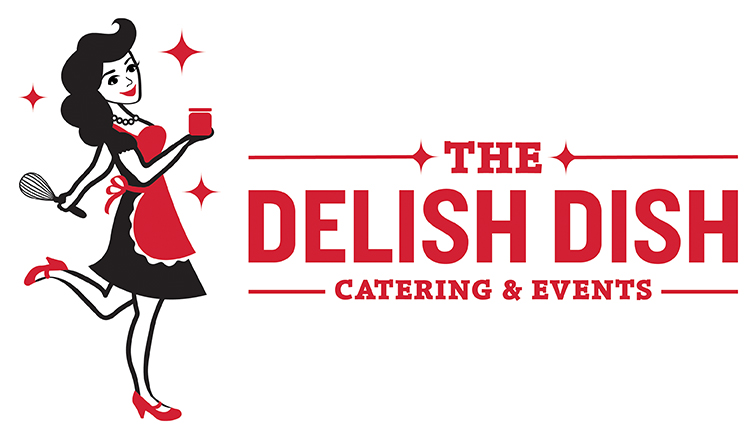 THE
DELISH DISH
CATERING & EVENTS